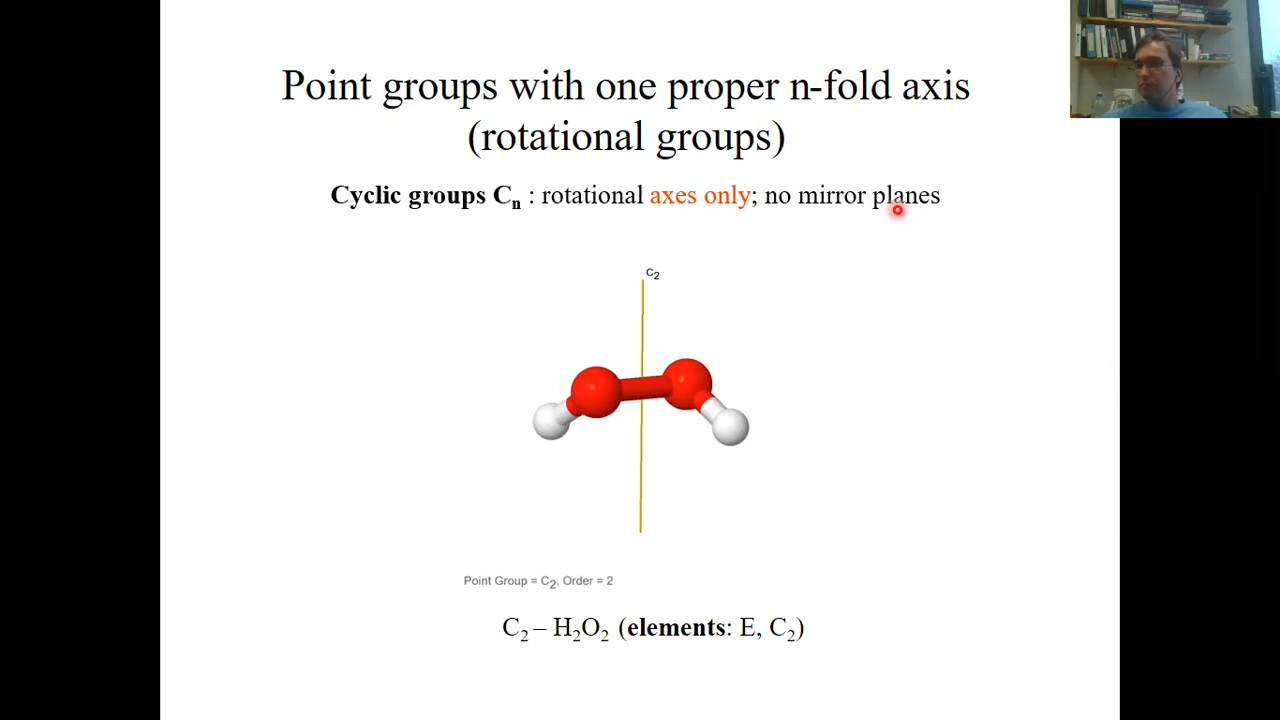 Point groups with one proper n-fold axis
(rotational groups)
Cyclic groups Cₙ : rotational axes only; no mirror planes
C₂
Point Group = C₂, Order = 2
C₂ – H₂O₂ (elements: E, C₂)